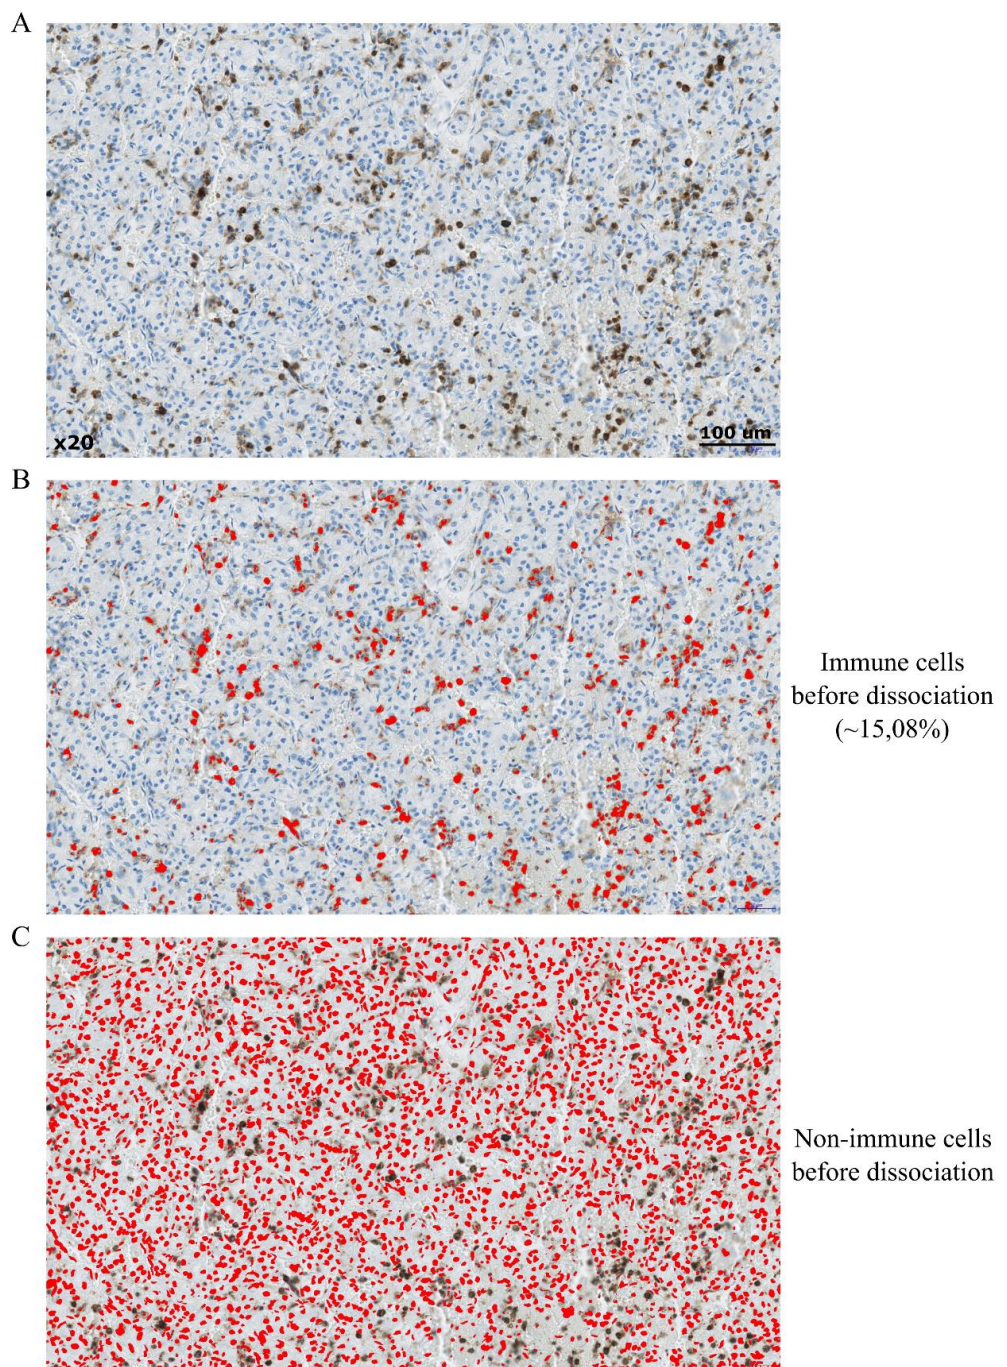 A
x20
100 um
B
Immune cells
before dissociation
(~15,08%)
C
Non-immune cells
before dissociation